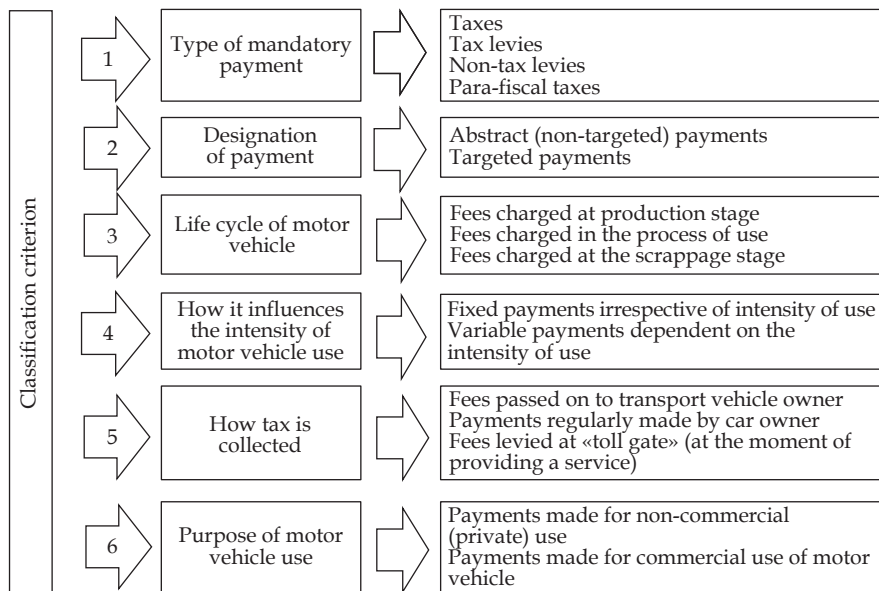 Classification criterion
1
Type of mandatory
payment
Taxes
Tax levies
Non-tax levies
Para-fiscal taxes
2
Designation
of payment
Abstract (non-targeted) payments
Targeted payments
3
Life cycle of motor
vehicle
Fees charged at production stage
Fees charged in the process of use
Fees charged at the scrappage stage
4
How it influences
the intensity of
motor vehicle use
Fixed payments irrespective of intensity of use
Variable payments dependent on the
intensity of use
5
How tax is
collected
Fees passed on to transport vehicle owner
Payments regularly made by car owner
Fees levied at «toll gate» (at the moment of
providing a service)
6
Purpose of motor
vehicle use
Payments made for non-commercial
(private) use
Payments made for commercial use of motor
vehicle